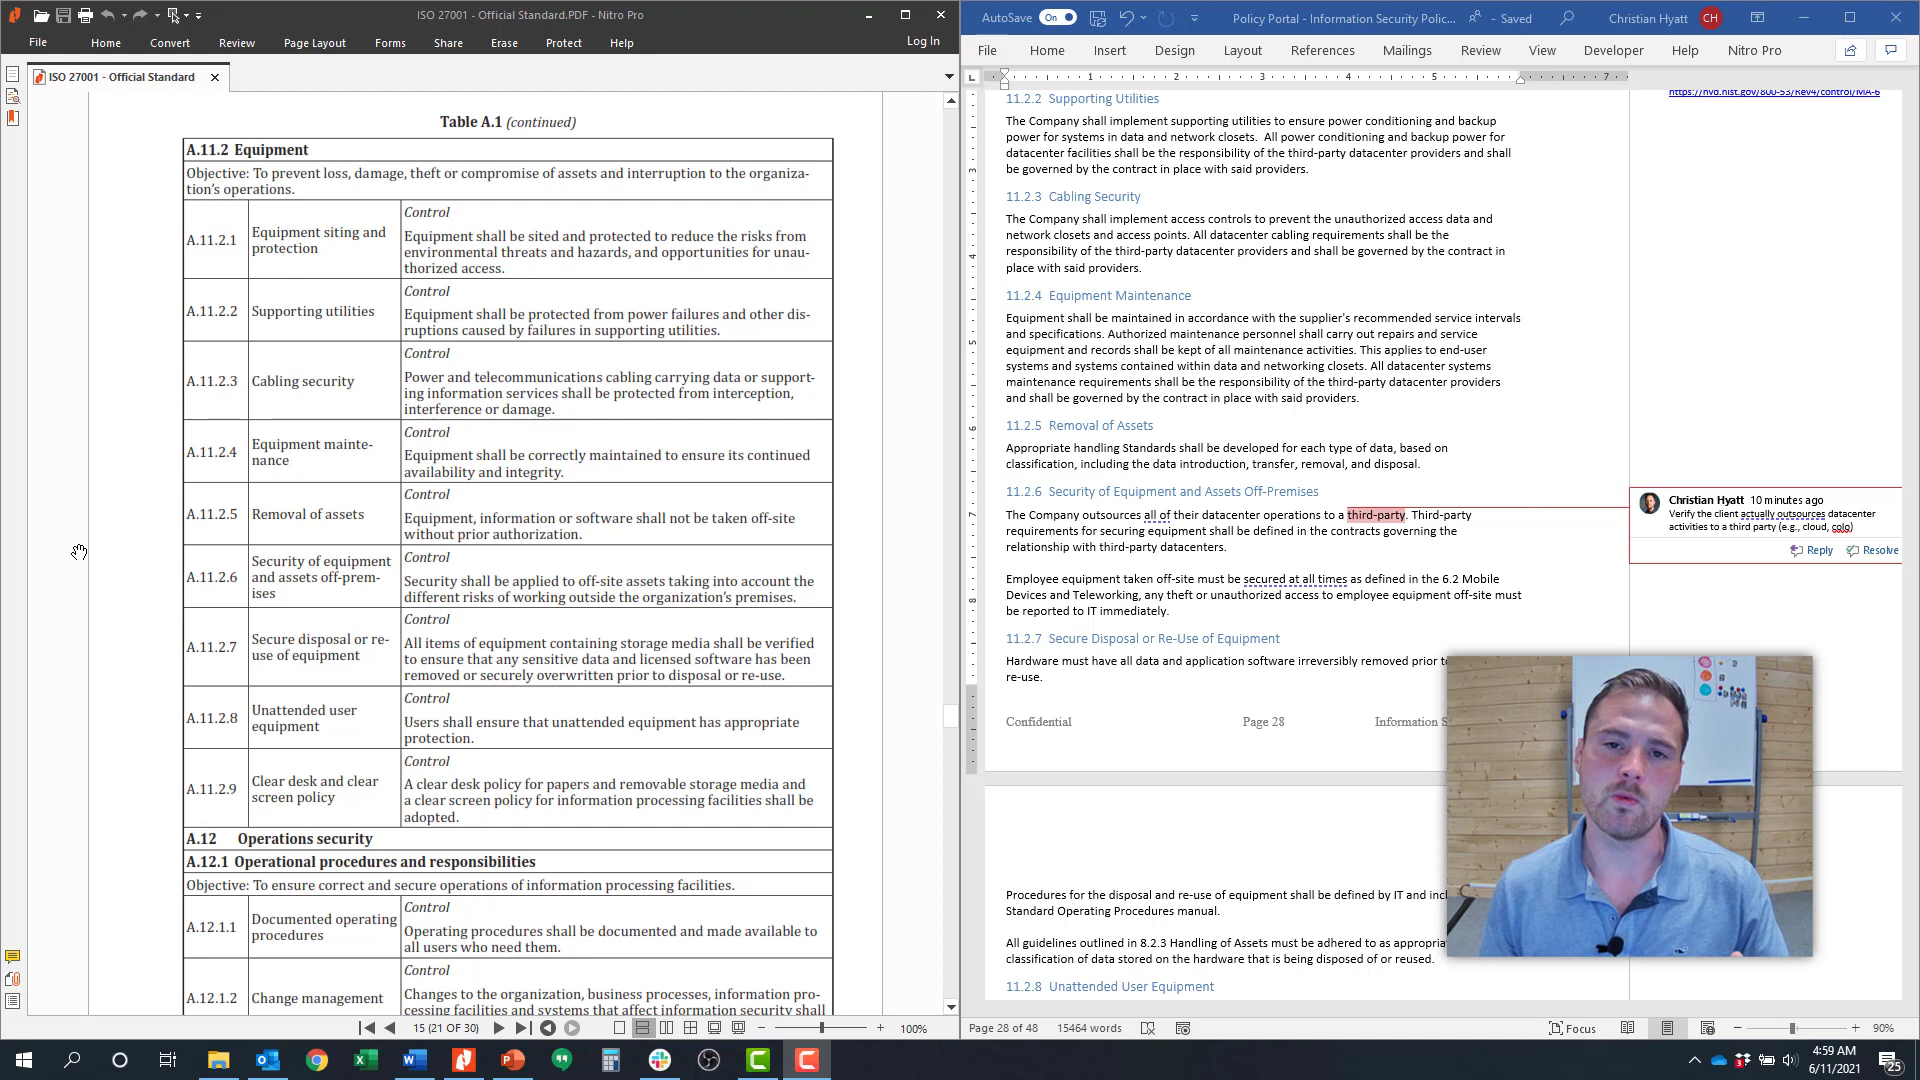 ISO 27001 - Official Standard.PDF - Nitro Pro
File Home Convert Review Page Layout Forms Share Erase Protect Help Log In
ISO 27001 - Official Standard
Table A.1 (continued)
A.11.2 Equipment
Objective: To prevent loss, damage, theft or compromise of assets and interruption to the organiza-
tion's operations.
A.11.2.1
Equipment siting and
protection
Control
Equipment shall be sited and protected to reduce the risks from
environmental threats and hazards, and opportunities for unau-
thorized access.
A.11.2.2
Supporting utilities
Control
Equipment shall be protected from power failures and other dis-
ruptions caused by failures in supporting utilities.
A.11.2.3
Cabling security
Control
Power and telecommunications cabling carrying data or support-
ing information services shall be protected from interception,
interference or damage.
A.11.2.4
Equipment mainte-
nance
Control
Equipment shall be correctly maintained to ensure its continued
availability and integrity.
A.11.2.5
Removal of assets
Control
Equipment, information or software shall not be taken off-site
without prior authorization.
A.11.2.6
Security of equipment
and assets off-prem-
ises
Control
Security shall be applied to off-site assets taking into account the
different risks of working outside the organization's premises.
A.11.2.7
Secure disposal or re-
use of equipment
Control
All items of equipment containing storage media shall be verified
to ensure that any sensitive data and licensed software has been
removed or securely overwritten prior to disposal or re-use.
A.11.2.8
Unattended user
equipment
Control
Users shall ensure that unattended equipment has appropriate
protection.
A.11.2.9
Clear desk and clear
screen policy
Control
A clear desk policy for papers and removable storage media and
a clear screen policy for information processing facilities shall be
adopted.
A.12 Operations security
A.12.1 Operational procedures and responsibilities
Objective: To ensure correct and secure operations of information processing facilities.
A.12.1.1
Documented operating
procedures
Control
Operating procedures shall be documented and made available to
all users who need them.
A.12.1.2
Change management
Control
Changes to the organization, business processes, information pro-
cessing facilities and systems that affect information security shall
15 (21 OF 30)
100%
AutoSave On Policy Portal - Information Security Polic... - Saved Christian Hyatt CH
File Home Insert Design Layout References Mailings Review View Developer Help Nitro Pro
1 2 3 4 5 7
3
4
5
6
7
8
https://nvd.nist.gov/800-53/Rev4/control/MA-6
11.2.2 Supporting Utilities
The Company shall implement supporting utilities to ensure power conditioning and backup
power for systems in data and network closets. All power conditioning and backup power for
datacenter facilities shall be the responsibility of the third-party datacenter providers and shall
be governed by the contract in place with said providers.
11.2.3 Cabling Security
The Company shall implement access controls to prevent the unauthorized access data and
network closets and access points. All datacenter cabling requirements shall be the
responsibility of the third-party datacenter providers and shall be governed by the contract in
place with said providers.
11.2.4 Equipment Maintenance
Equipment shall be maintained in accordance with the supplier's recommended service intervals
and specifications. Authorized maintenance personnel shall carry out repairs and service
equipment and records shall be kept of all maintenance activities. This applies to end-user
systems and systems contained within data and networking closets. All datacenter systems
maintenance requirements shall be the responsibility of the third-party datacenter providers
and shall be governed by the contract in place with said providers.
11.2.5 Removal of Assets
Appropriate handling Standards shall be developed for each type of data, based on
classification, including the data introduction, transfer, removal, and disposal.
11.2.6 Security of Equipment and Assets Off-Premises
The Company outsources all of their datacenter operations to a third-party. Third-party
requirements for securing equipment shall be defined in the contracts governing the
relationship with third-party datacenters.
Employee equipment taken off-site must be secured at all times as defined in the 6.2 Mobile
Devices and Teleworking, any theft or unauthorized access to employee equipment off-site must
be reported to IT immediately.
11.2.7 Secure Disposal or Re-Use of Equipment
Hardware must have all data and application software irreversibly removed prior to
re-use.
Confidential Page 28 Information S
Christian Hyatt 10 minutes ago
Verify the client actually outsources datacenter
activities to a third party (e.g., cloud, colo)
Reply Resolve
Procedures for the disposal and re-use of equipment shall be defined by IT and incl
Standard Operating Procedures manual.
All guidelines outlined in 8.2.3 Handling of Assets must be adhered to as appropriat
classification of data stored on the hardware that is being disposed of or reused.
11.2.8 Unattended User Equipment
Page 28 of 48 15464 words Focus 90%
4:59 AM
6/11/2021
25